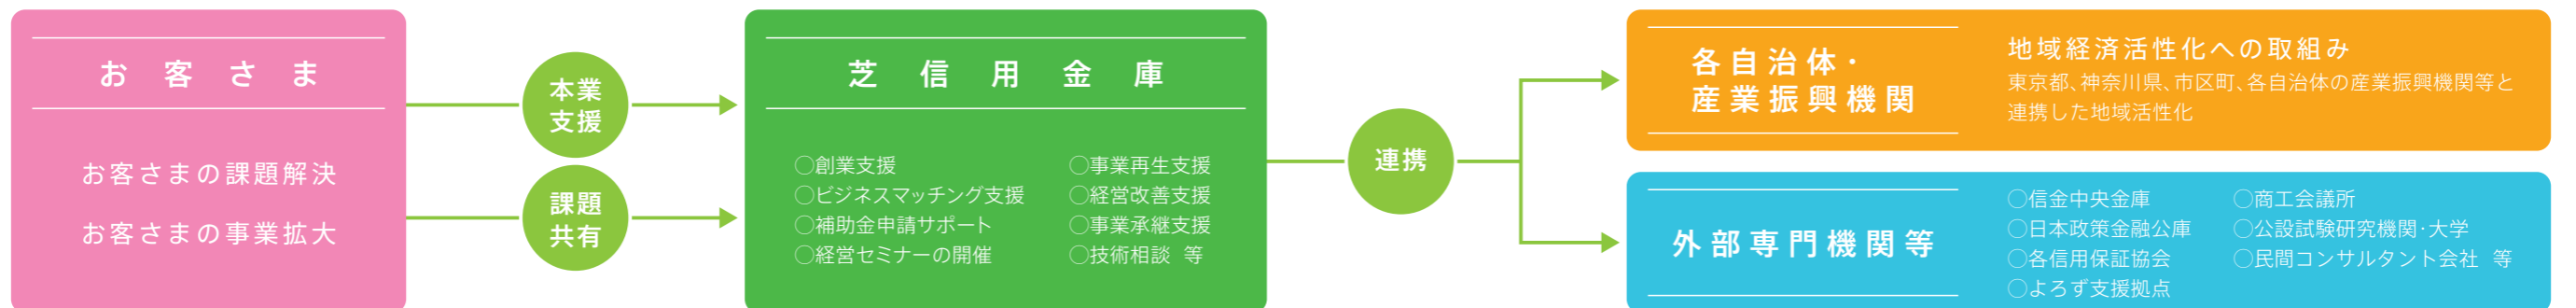 お客さま
お客さまの課題解決
お客さまの事業拡大
本業
支援
課題
共有
芝信用金庫
○創業支援
○ビジネスマッチング支援
○補助金申請サポート
○経営セミナーの開催
○事業再生支援
○経営改善支援
○事業承継支援
○技術相談 等
連携
各自治体・
産業振興機関
地域経済活性化への取組み
東京都、神奈川県、市区町、各自治体の産業振興機関等と
連携した地域活性化
外部専門機関等
○信金中央金庫
○日本政策金融公庫
○各信用保証協会
○よろず支援拠点
○商工会議所
○公設試験研究機関・大学
○民間コンサルタント会社 等